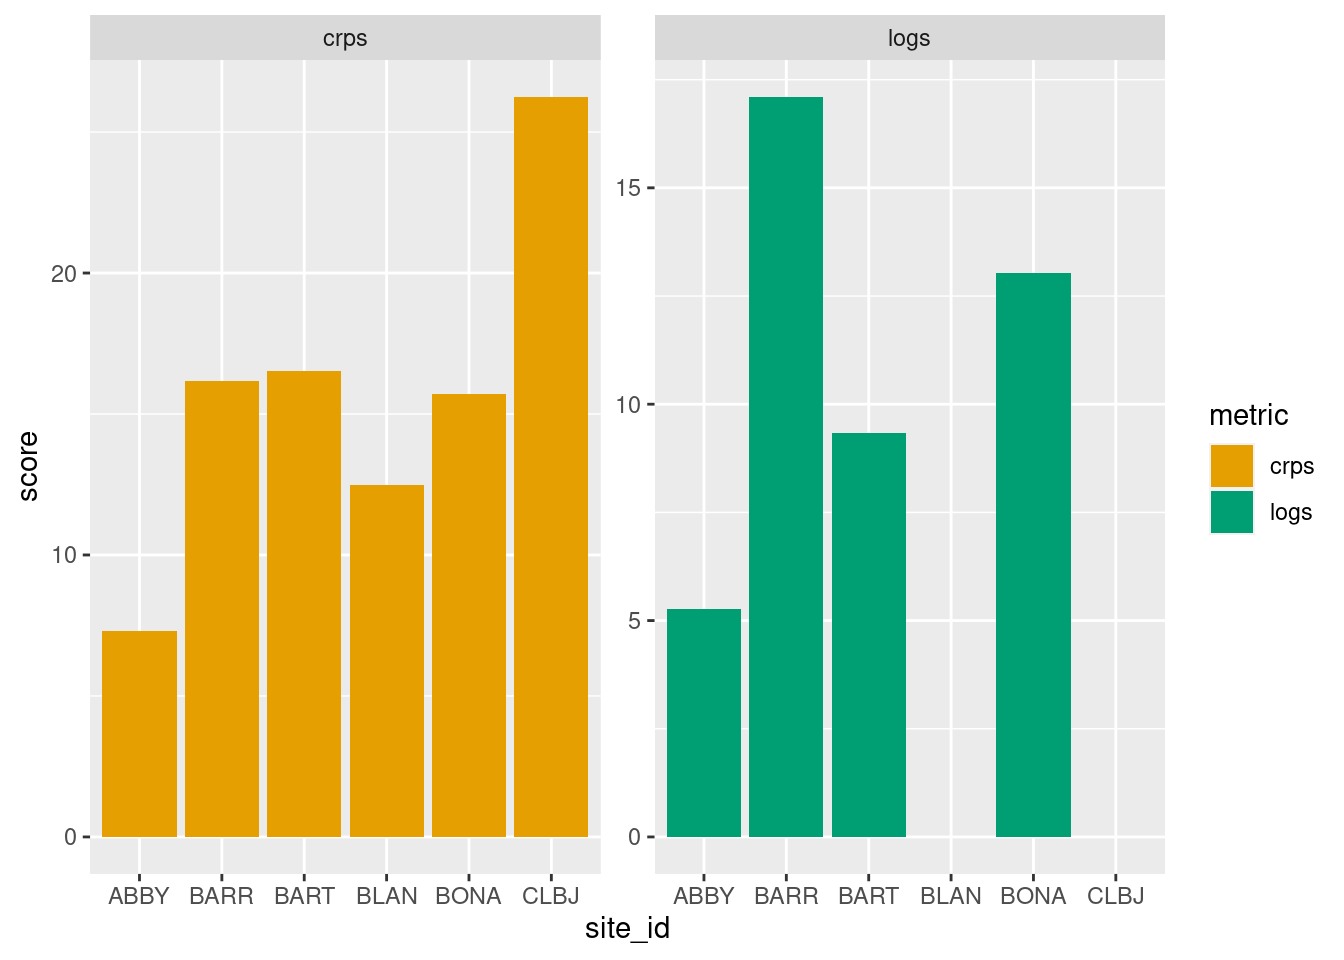 crps
logs
score
20
10
0
15
10
5
0
ABBY BARR BART BLAN BONA CLBJ
ABBY BARR BART BLAN BONA CLBJ
site_id
metric
crps
logs